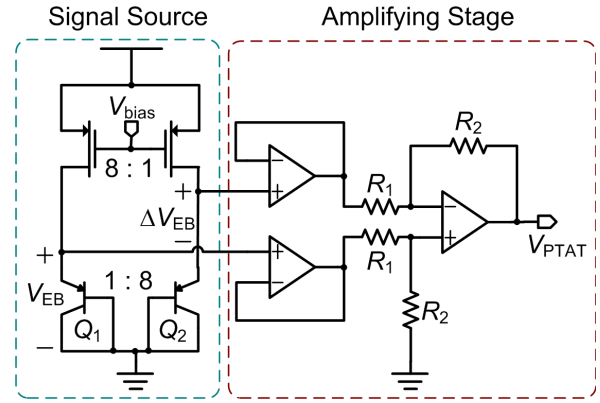 Signal Source
Amplifying Stage
V_bias
8 : 1
R_2
−
+
+
R_1
−
ΔV_EB
+
−
V_PTAT
+
+
R_1
−
V_EB
1 : 8
R_2
Q_1
Q_2
−